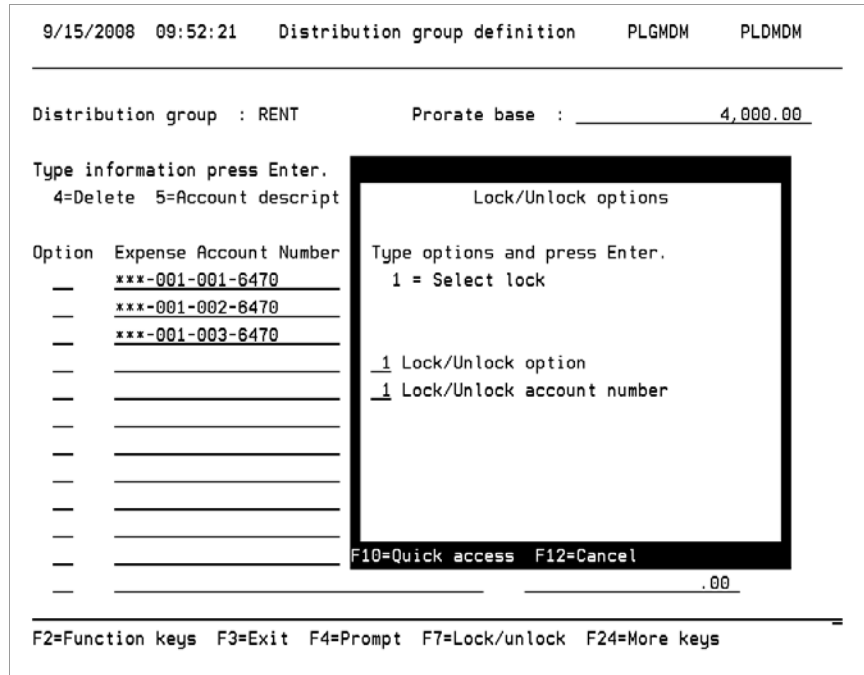 9/15/2008 09:52:21 Distribution group definition PLGMDM PLDMDM
Distribution group : RENT Prorate base : 4,000.00
Type information press Enter.
4=Delete 5=Account descript
Lock/Unlock options
Option Expense Account Number
Type options and press Enter.
***-001-001-6470
1 = Select lock
***-001-002-6470
***-001-003-6470
1 Lock/Unlock option
1 Lock/Unlock account number
F10=Quick access F12=Cancel
.00
F2=Function keys F3=Exit F4=Prompt F7=Lock/unlock F24=More keys